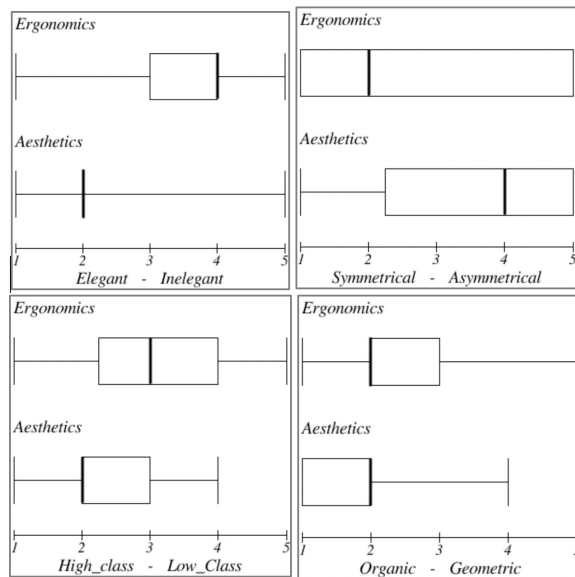 Ergonomics
Aesthetics
1 2 3 4 5
Elegant - Inelegant
Ergonomics
Aesthetics
1 2 3 4 5
Symmetrical - Asymmetrical
Ergonomics
Aesthetics
1 2 3 4 5
High_class - Low_Class
Ergonomics
Aesthetics
1 2 3 4
Organic - Geometric